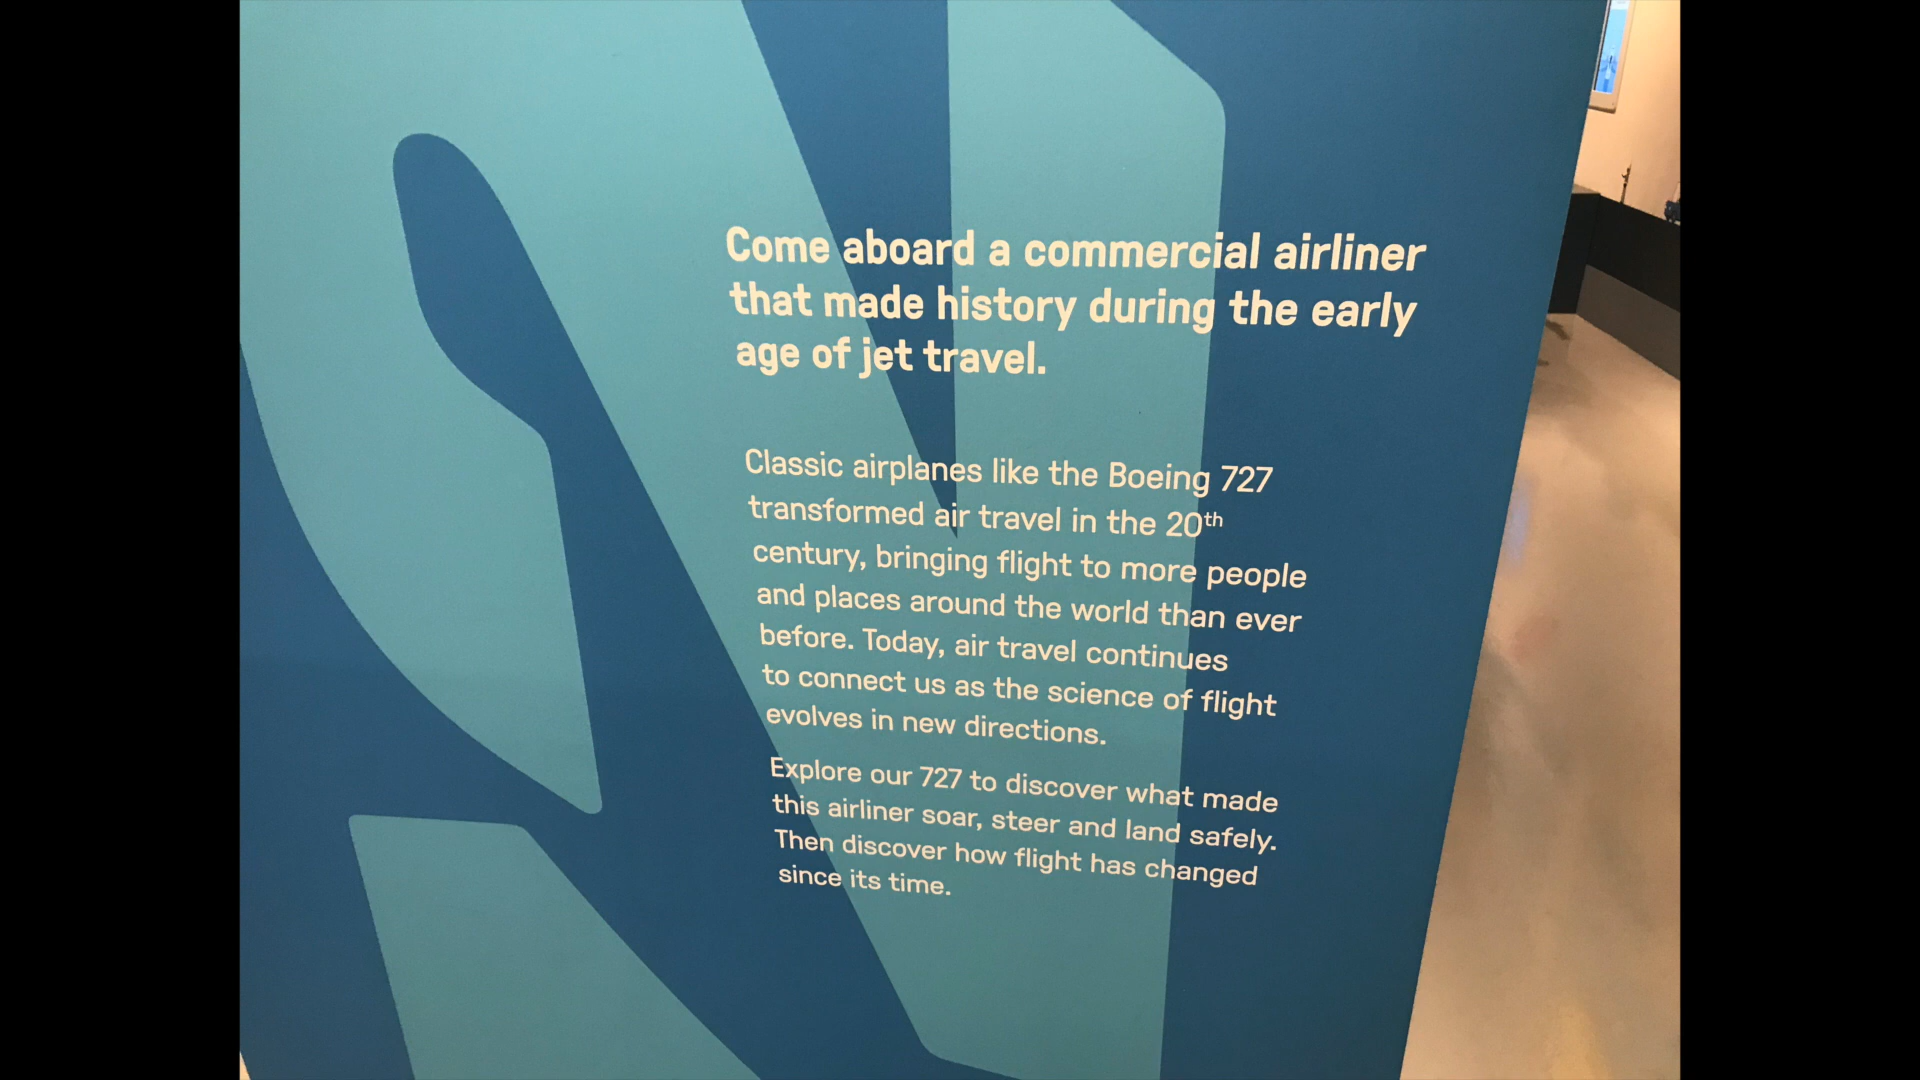 Come aboard a commercial airliner
that made history during the early
age of jet travel.
Classic airplanes like the Boeing 727
transformed air travel in the 20th
century, bringing flight to more people
and places around the world than ever
before. Today, air travel continues
to connect us as the science of flight
evolves in new directions.
Explore our 727 to discover what made
this airliner soar, steer and land safely.
Then discover how flight has changed
since its time.